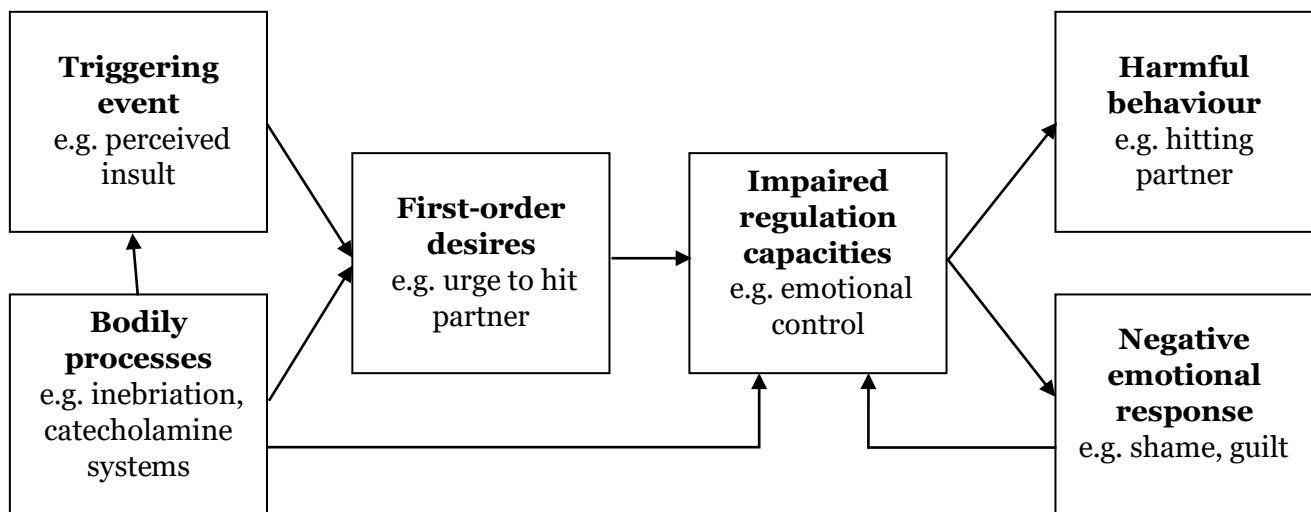 Triggering
event
e.g. perceived
insult
Bodily
processes
e.g. inebriation,
catecholamine
systems
First-order
desires
e.g. urge to hit
partner
Impaired
regulation
capacities
e.g. emotional
control
Harmful
behaviour
e.g. hitting
partner
Negative
emotional
response
e.g. shame, guilt